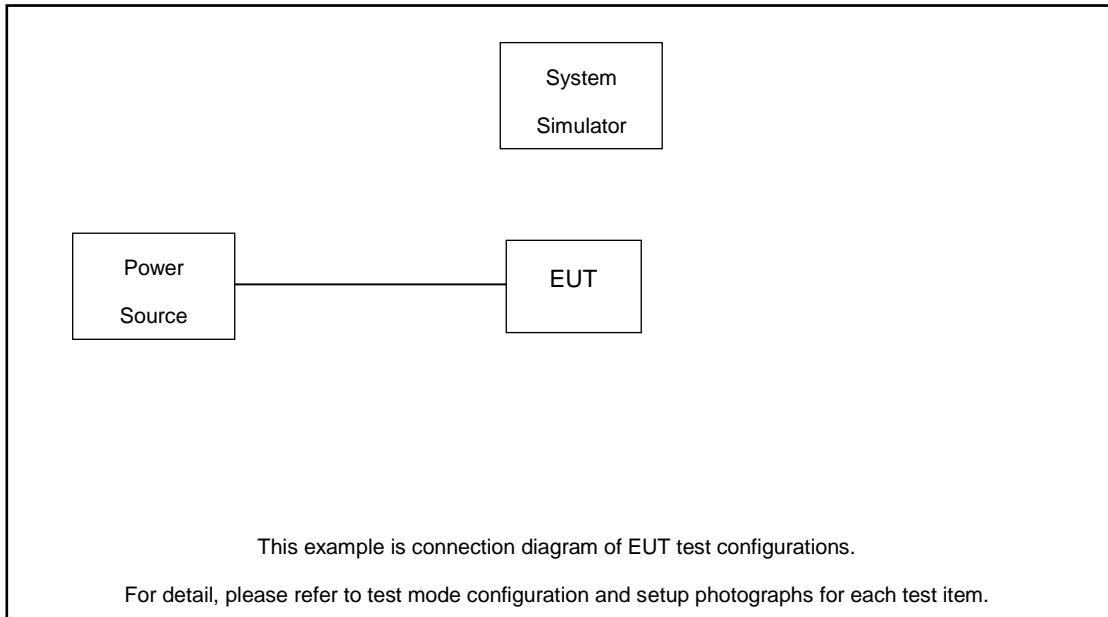 System
Simulator
Power
Source
EUT
This example is connection diagram of EUT test configurations.
For detail, please refer to test mode configuration and setup photographs for each test item.